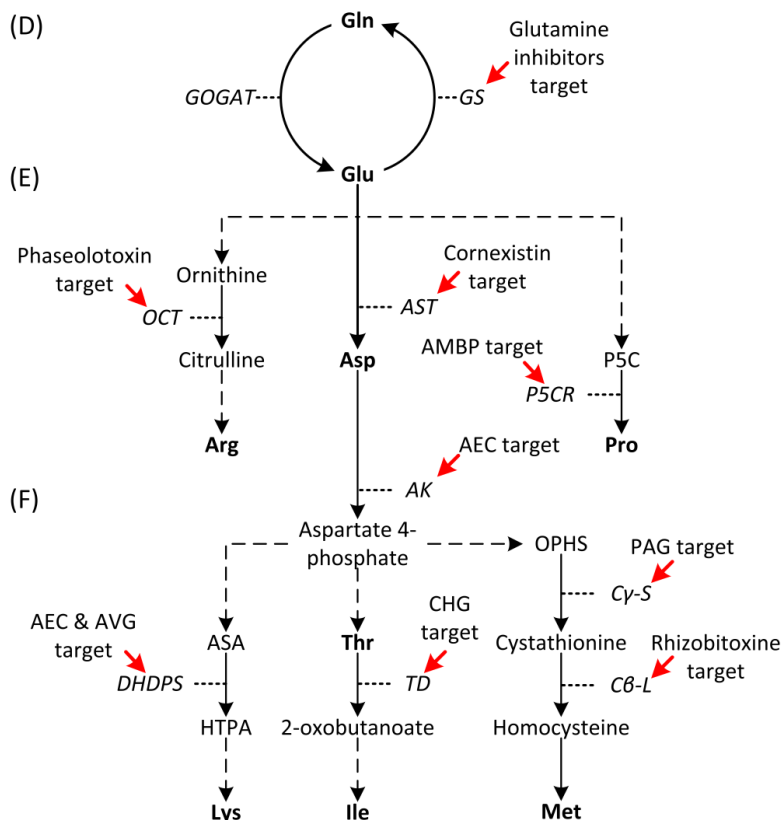 (D)
Gln
Glutamine
inhibitors
target
GOGAT
GS
Glu
(E)
Phaseolotoxin
target
Ornithine
OCT
Citrulline
Arg
Cornexistin
target
AST
Asp
AMBP target
P5C
P5CR
Pro
AEC target
AK
(F)
Aspartate 4-
phosphate
OPHS
PAG target
Cγ-S
AEC & AVG
target
ASA
DHDPS
HTPA
Lys
CHG
target
Thr
TD
2-oxobutanoate
Ile
Cystathionine
Rhizobitoxine
target
Cβ-L
Homocysteine
Met